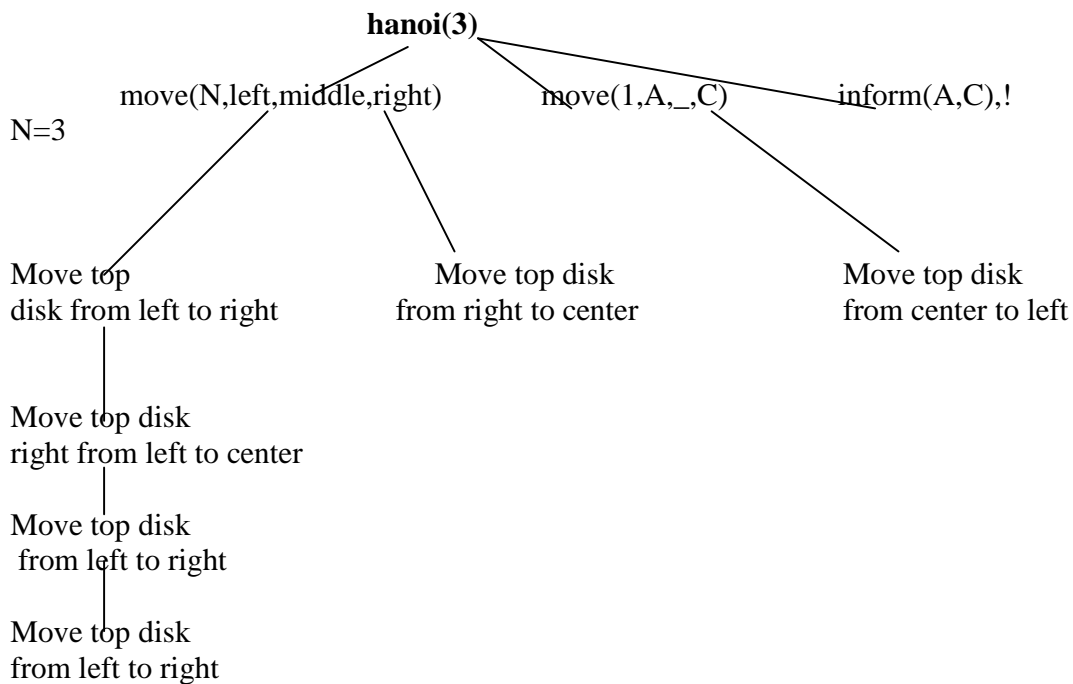 hanoi(3)
move(N,left,middle,right) move(1,A,_,C) inform(A,C),!
N=3
Move top
disk from left to right
Move top disk
from right to center
Move top disk
from center to left
Move top disk
right from left to center
Move top disk
from left to right
Move top disk
from left to right